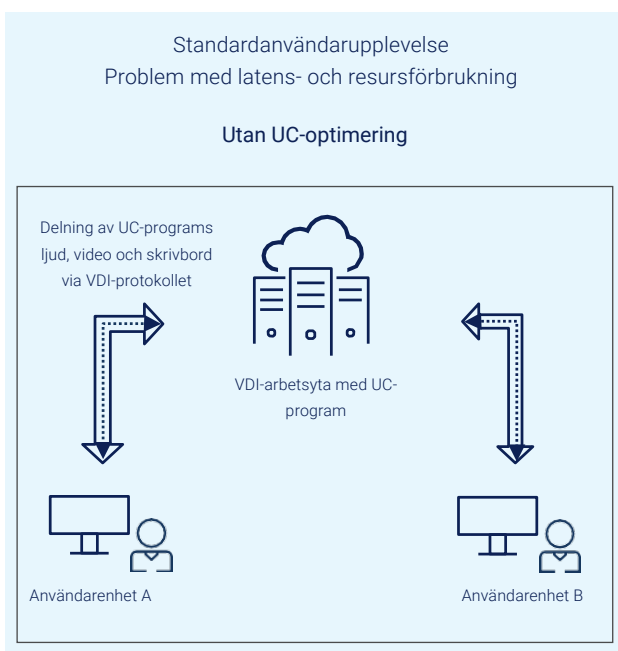 Standardanvändarupplevelse
Problem med latens- och resursförbrukning
Utan UC-optimering
Delning av UC-programs
ljud, video och skrivbord
via VDI-protokollet
VDI-arbetsyta med UC-
program
Användarenhet A
Användarenhet B